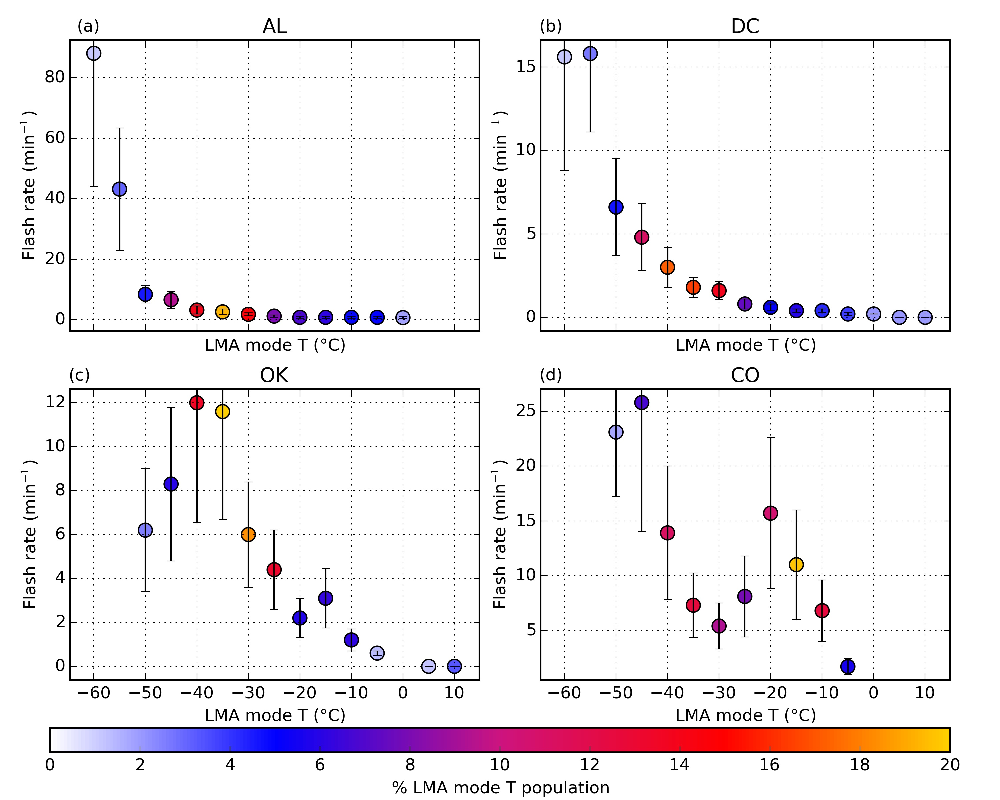 (a) AL
80
60
40
20
0
Flash rate (min⁻¹)
LMA mode T (°C)
(b) DC
15
10
5
0
Flash rate (min⁻¹)
LMA mode T (°C)
(c) OK
12
10
8
6
4
2
0
Flash rate (min⁻¹)
−60 −50 −40 −30 −20 −10 0 10
LMA mode T (°C)
(d) CO
25
20
15
10
5
Flash rate (min⁻¹)
−60 −50 −40 −30 −20 −10 0 10
LMA mode T (°C)
0 2 4 6 8 10 12 14 16 18 20
% LMA mode T population